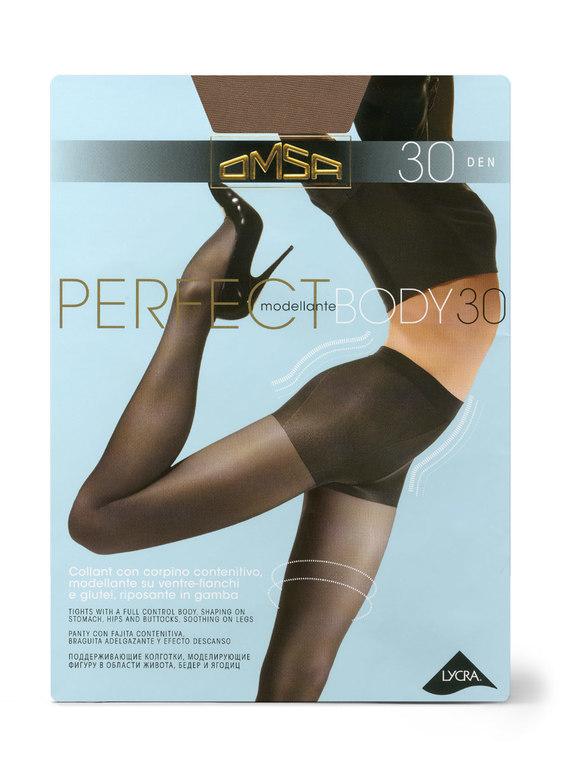 OMSA
30 DEN
PERFECT modellante BODY 30
Collant con corpino contenitivo,
modellante su ventre-fianchi
e glutei, riposante in gamba
TIGHTS WITH A FULL CONTROL BODY, SHAPING ON
STOMACH, HIPS AND BUTTOCKS, SOOTHING ON LEGS
PANTY CON FAJITA CONTENITIVA,
BRAGUITA ADELGAZANTE Y EFECTO DESCANSO
ПОДДЕРЖИВАЮЩИЕ КОЛГОТКИ, МОДЕЛИРУЮЩИЕ
ФИГУРУ В ОБЛАСТИ ЖИВОТА, БЕДЕР И ЯГОДИЦ
LYCRA.